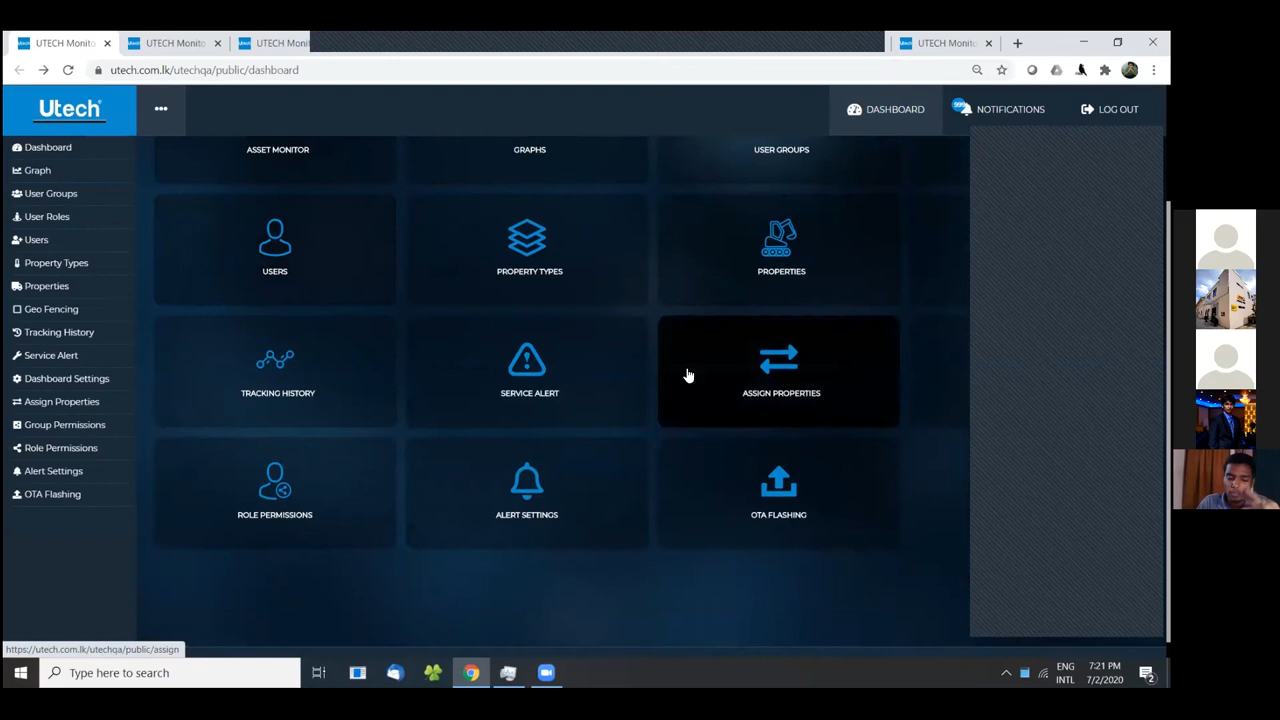 UTECH Monito
UTECH Monito
UTECH Moni
UTECH Monito
utech.com.lk/utechqa/public/dashboard
Utech
DASHBOARD
999
NOTIFICATIONS
LOG OUT
Dashboard
Graph
User Groups
User Roles
Users
Property Types
Properties
Geo Fencing
Tracking History
Service Alert
Dashboard Settings
Assign Properties
Group Permissions
Role Permissions
Alert Settings
OTA Flashing
ASSET MONITOR
GRAPHS
USER GROUPS
USERS
PROPERTY TYPES
PROPERTIES
TRACKING HISTORY
SERVICE ALERT
ASSIGN PROPERTIES
ROLE PERMISSIONS
ALERT SETTINGS
OTA FLASHING
https://utech.com.lk/utechqa/public/assign
Type here to search
ENG
INTL
7:21 PM
7/2/2020
2